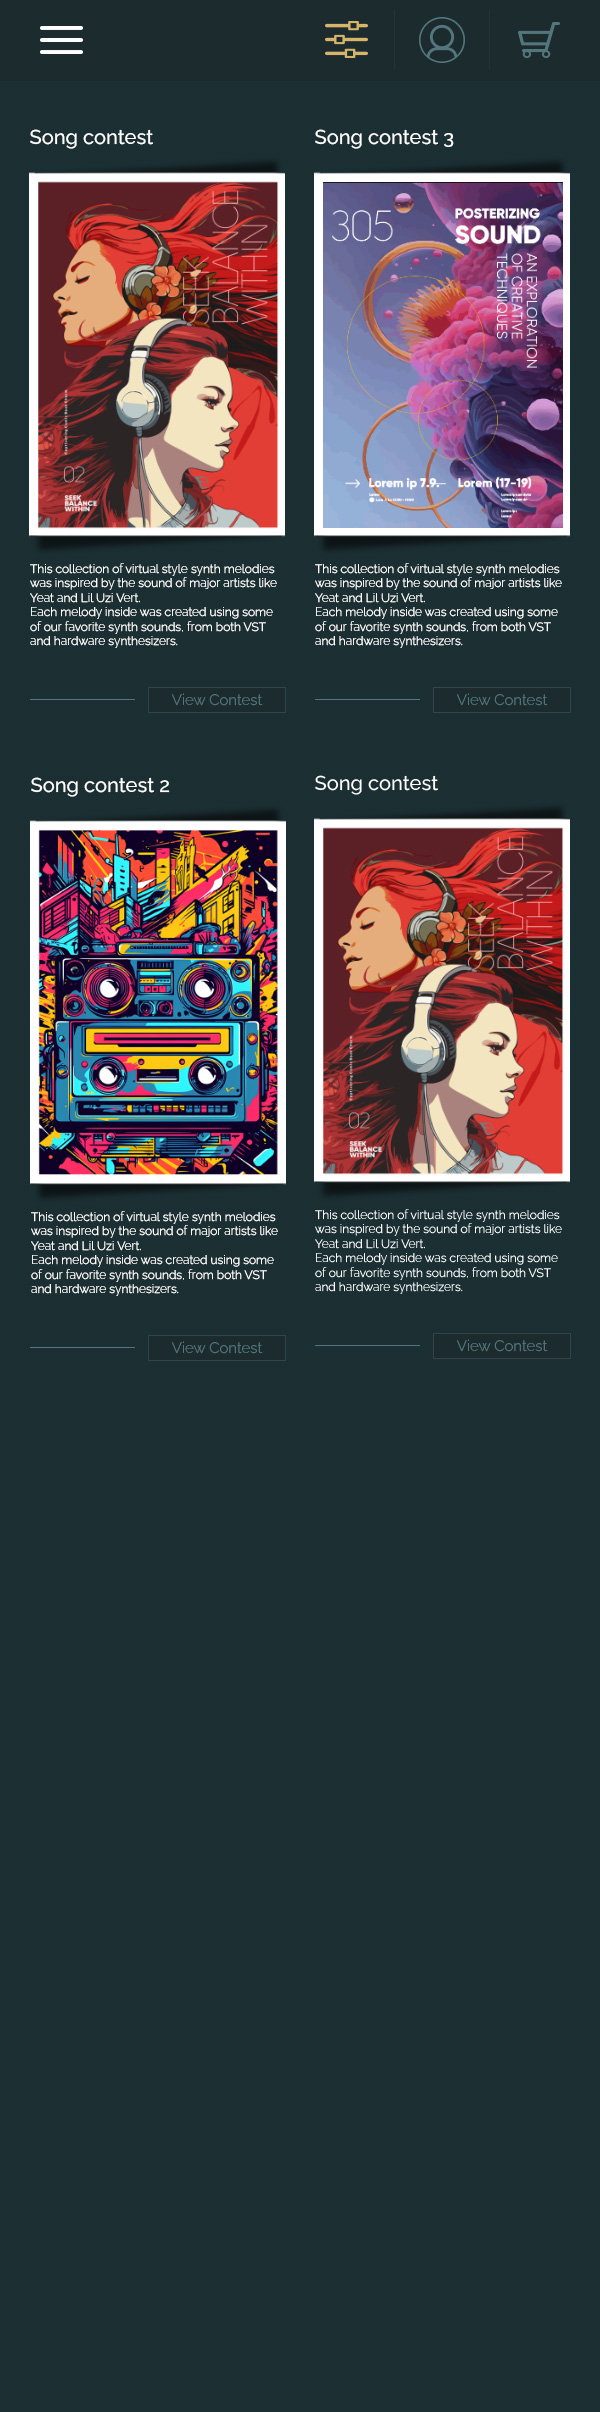 Song contest
SEEK
BALANCE
WITHIN
02
SEEK
BALANCE
WITHIN
This collection of virtual style synth melodies
was inspired by the sound of major artists like
Yeat and Lil Uzi Vert.
Each melody inside was created using some
of our favorite synth sounds, from both VST
and hardware synthesizers.
View Contest
Song contest 3
305
POSTERIZING
SOUND
AN EXPLORATION
OF CREATIVE
TECHNIQUES
Lorem ip 7.9.
Lorem (17-19)
This collection of virtual style synth melodies
was inspired by the sound of major artists like
Yeat and Lil Uzi Vert.
Each melody inside was created using some
of our favorite synth sounds, from both VST
and hardware synthesizers.
View Contest
Song contest 2
This collection of virtual style synth melodies
was inspired by the sound of major artists like
Yeat and Lil Uzi Vert.
Each melody inside was created using some
of our favorite synth sounds, from both VST
and hardware synthesizers.
View Contest
Song contest
SEEK
BALANCE
WITHIN
02
SEEK
BALANCE
WITHIN
This collection of virtual style synth melodies
was inspired by the sound of major artists like
Yeat and Lil Uzi Vert.
Each melody inside was created using some
of our favorite synth sounds, from both VST
and hardware synthesizers.
View Contest